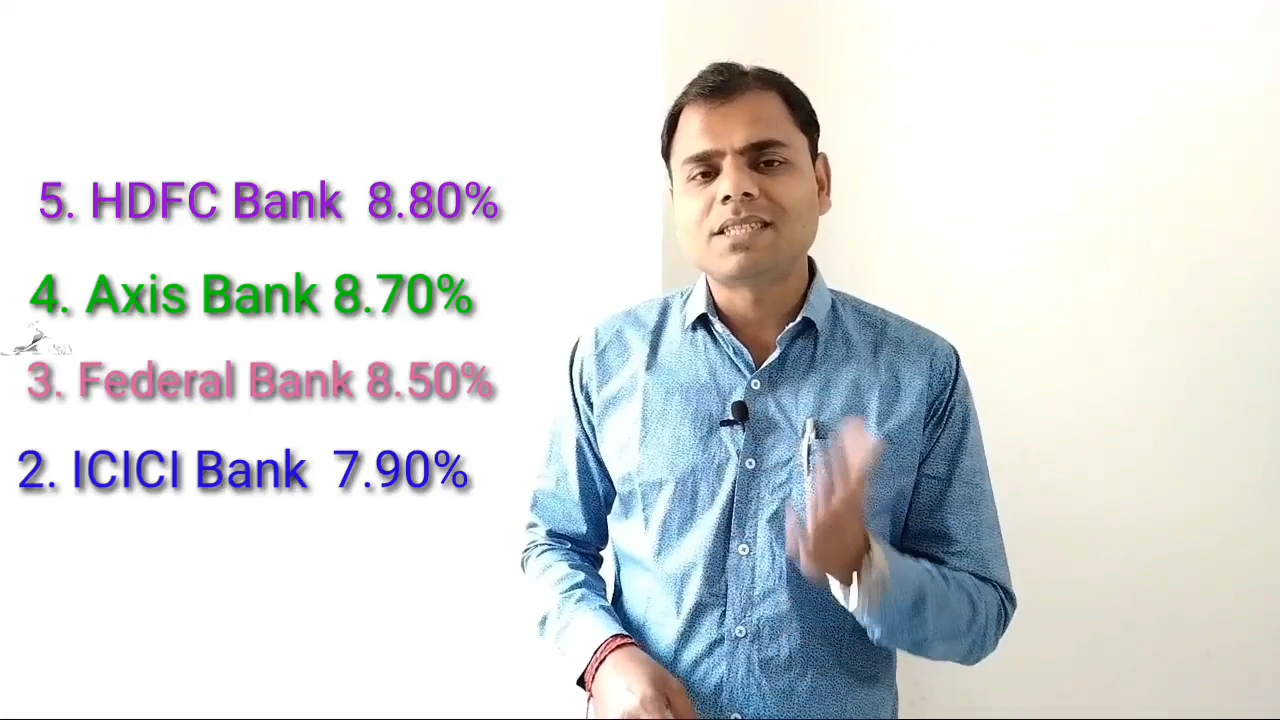 5. HDFC Bank 8.80%
4. Axis Bank 8.70%
3. Federal Bank 8.50%
2. ICICI Bank 7.90%